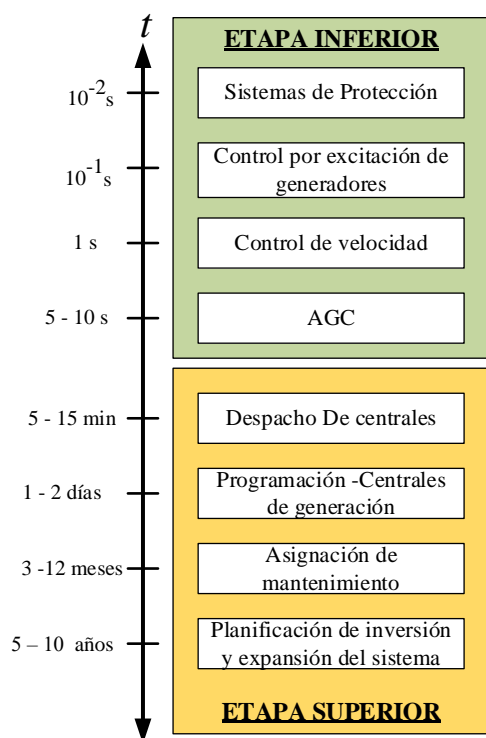 t
ETAPA INFERIOR
10-2s
Sistemas de Protección
10-1s
Control por excitación de
generadores
1 s
Control de velocidad
5 - 10 s
AGC
5 - 15 min
Despacho De centrales
1 - 2 días
Programación -Centrales
de generación
3 -12 meses
Asignación de
mantenimiento
5 – 10 años
Planificación de inversión
y expansión del sistema
ETAPA SUPERIOR